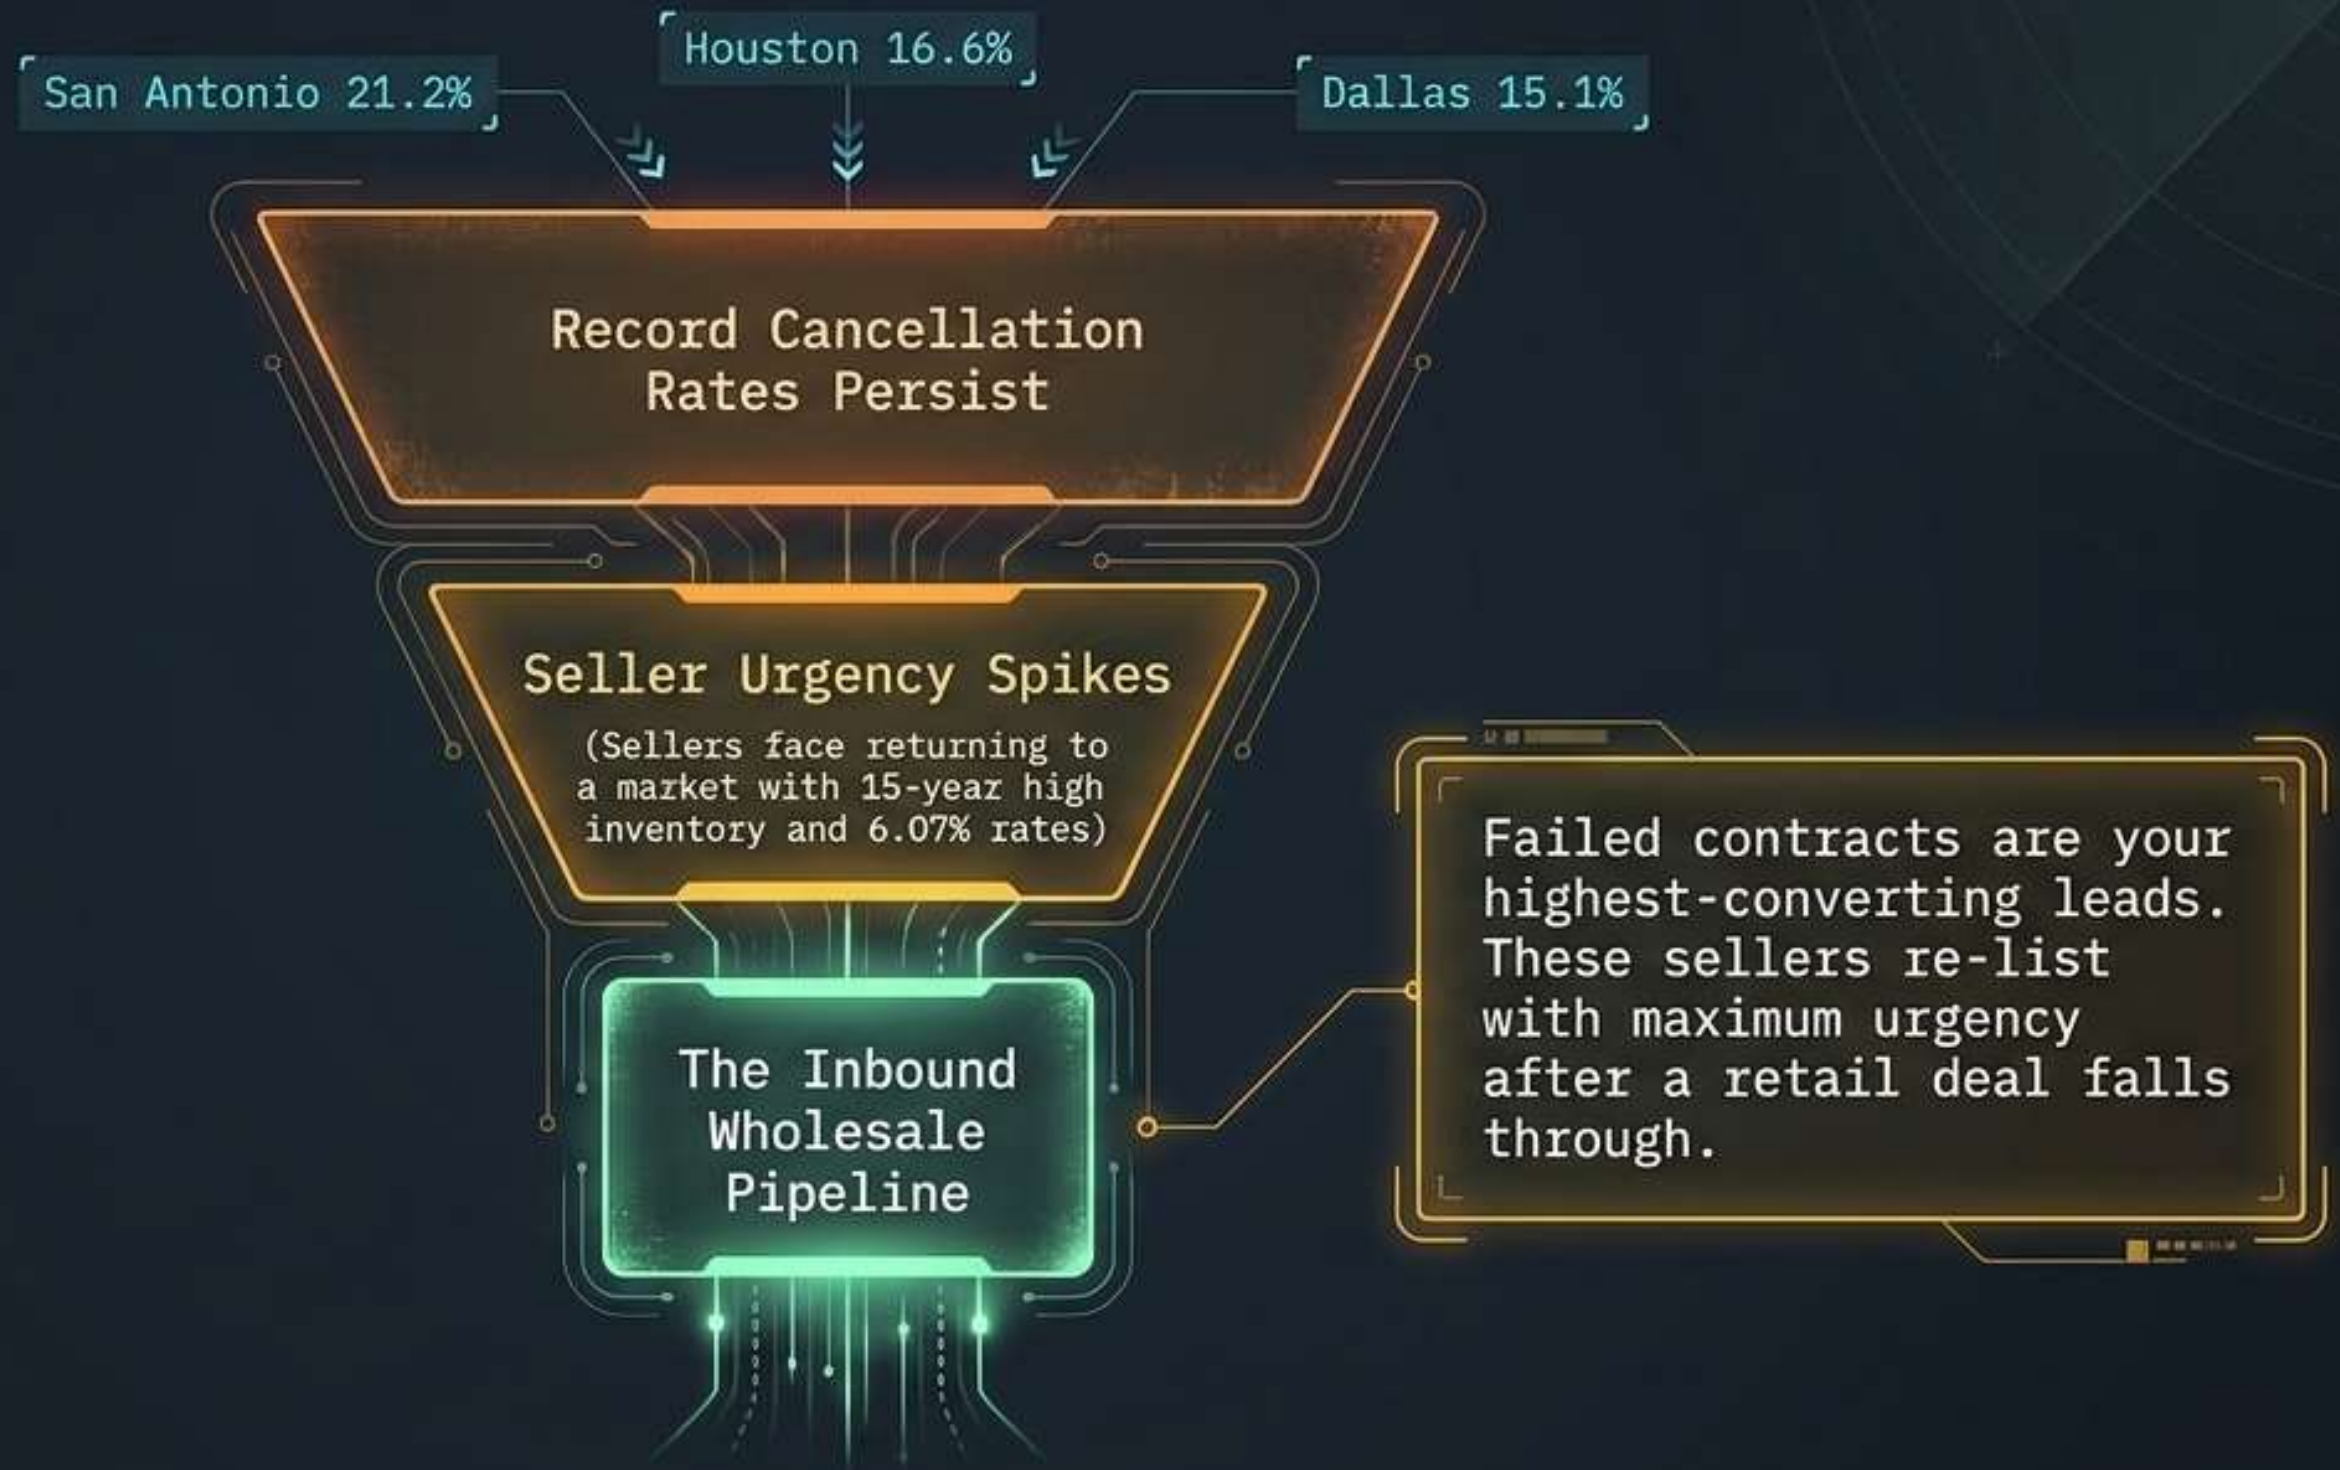 San Antonio 21.2%
Houston 16.6%
Dallas 15.1%
Record Cancellation
Rates Persist
Seller Urgency Spikes
(Sellers face returning to
a market with 15-year high
inventory and 6.07% rates)
The Inbound
Wholesale
Pipeline
Failed contracts are your
highest-converting leads.
These sellers re-list
with maximum urgency
after a retail deal falls
through.